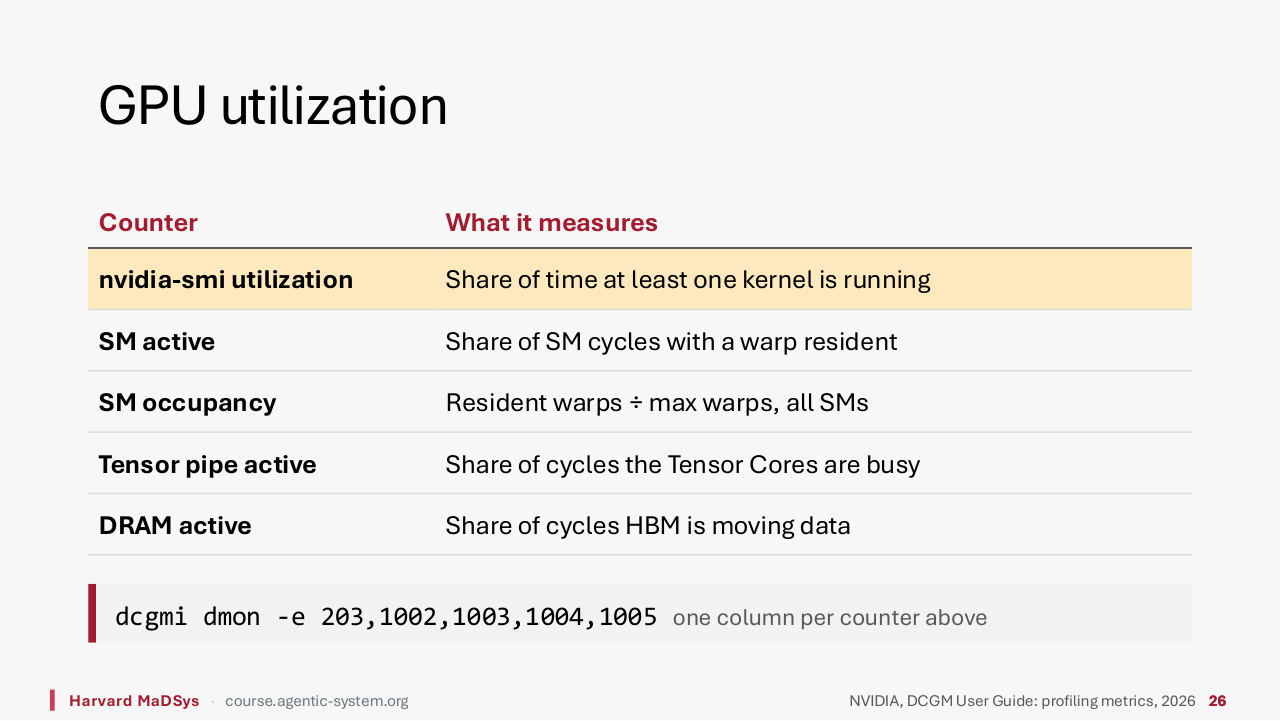 GPU utilization
Counter What it measures
nvidia-smi utilization Share of time at least one kernel is running
SM active Share of SM cycles with a warp resident
SM occupancy Resident warps ÷ max warps, all SMs
Tensor pipe active Share of cycles the Tensor Cores are busy
DRAM active Share of cycles HBM is moving data
dcgmi dmon -e 203,1002,1003,1004,1005 one column per counter above
Harvard MaDSys · course.agentic-system.org NVIDIA, DCGM User Guide: profiling metrics, 2026 26